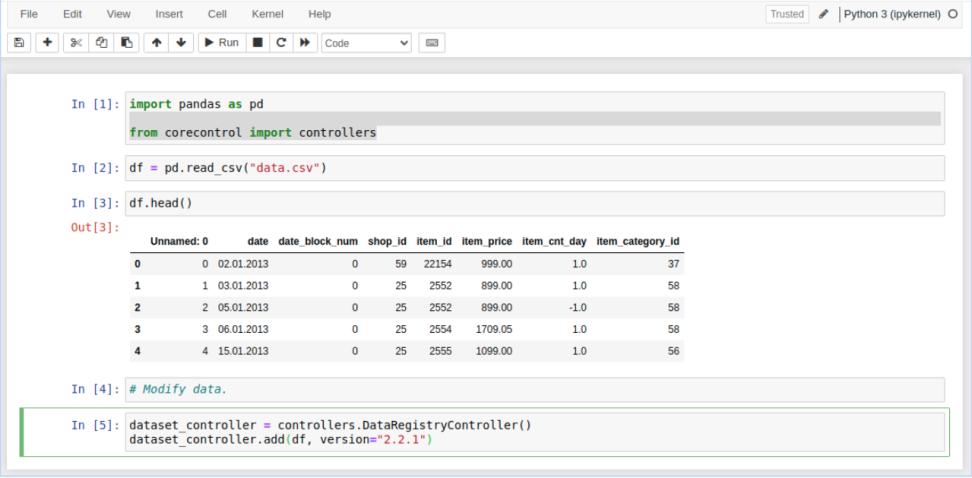 File Edit View Insert Cell Kernel Help Trusted Python 3 (ipykernel)
Run Code
In [1]: import pandas as pd
from corecontrol import controllers
In [2]: df = pd.read_csv("data.csv")
In [3]: df.head()
Out[3]:
Unnamed: 0 date date_block_num shop_id item_id item_price item_cnt_day item_category_id
0 0 02.01.2013 0 59 22154 999.00 1.0 37
1 1 03.01.2013 0 25 2552 899.00 1.0 58
2 2 05.01.2013 0 25 2552 899.00 -1.0 58
3 3 06.01.2013 0 25 2554 1709.05 1.0 58
4 4 15.01.2013 0 25 2555 1099.00 1.0 56
In [4]: # Modify data.
In [5]: dataset_controller = controllers.DataRegistryController()
dataset_controller.add(df, version="2.2.1")